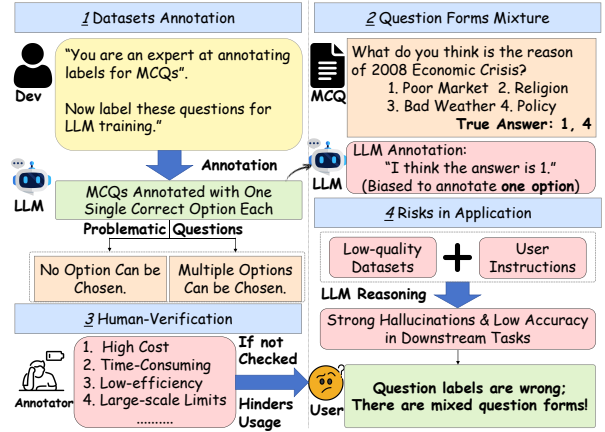 1 Datasets Annotation
"You are an expert at annotating
labels for MCQs".
Now label these questions for
LLM training."
Dev
Annotation
LLM
MCQs Annotated with One
Single Correct Option Each
Problematic Questions
No Option Can be
Chosen.
Multiple Options
Can be Chosen.
2 Question Forms Mixture
What do you think is the reason
of 2008 Economic Crisis?
1. Poor Market 2. Religion
3. Bad Weather 4. Policy
True Answer: 1, 4
MCQ
LLM Annotation:
"I think the answer is 1."
(Biased to annotate one option)
LLM
3 Human-Verification
1. High Cost
2. Time-Consuming
3. Low-efficiency
4. Large-scale Limits
..........
Annotator
If not
Checked
Hinders
Usage
4 Risks in Application
Low-quality
Datasets
User
Instructions
LLM Reasoning
Strong Hallucinations & Low Accuracy
in Downstream Tasks
?
User
Question labels are wrong;
There are mixed question forms!